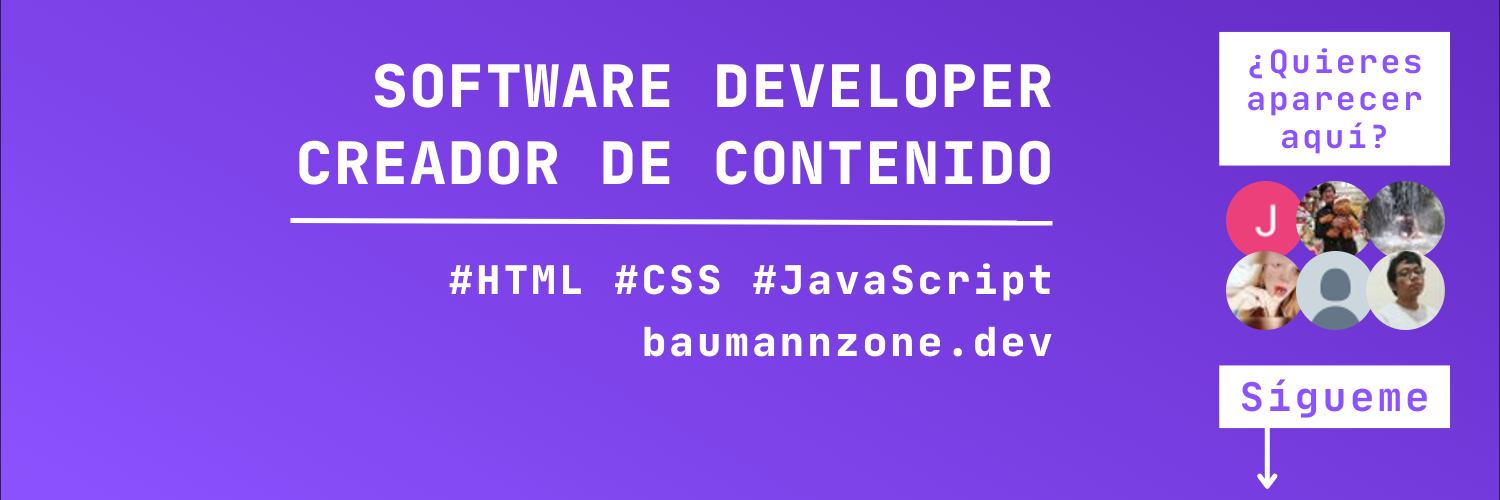 SOFTWARE DEVELOPER
CREADOR DE CONTENIDO
#HTML #CSS #JavaScript
baumannzone.dev
¿Quieres
aparecer
aquí?
J
Sígueme